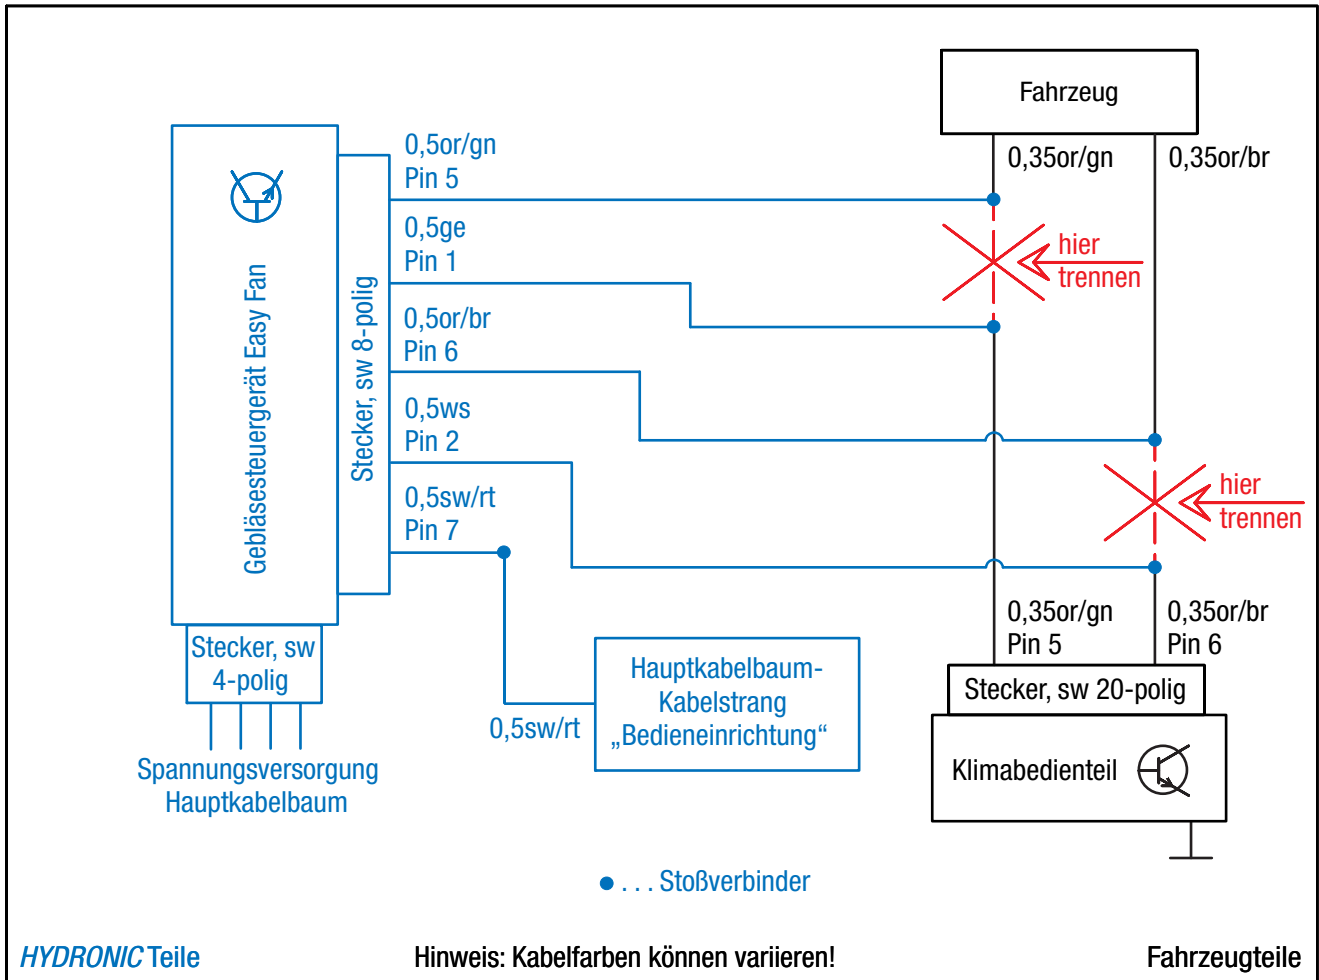 Fahrzeug
0,35or/gn
0,35or/br
0,5or/gn
Pin 5
0,5ge
Pin 1
0,5or/br
Pin 6
0,5ws
Pin 2
0,5sw/rt
Pin 7
Gebläsesteuergerät Easy Fan
Stecker, sw 8-polig
hier
trennen
hier
trennen
Stecker, sw
4-polig
Spannungsversorgung
Hauptkabelbaum
0,5sw/rt
Hauptkabelbaum-
Kabelstrang
„Bedieneinrichtung“
0,35or/gn
Pin 5
0,35or/br
Pin 6
Stecker, sw 20-polig
Klimabedienteil
. . . Stoßverbinder
HYDRONIC Teile
Hinweis: Kabelfarben können variieren!
Fahrzeugteile